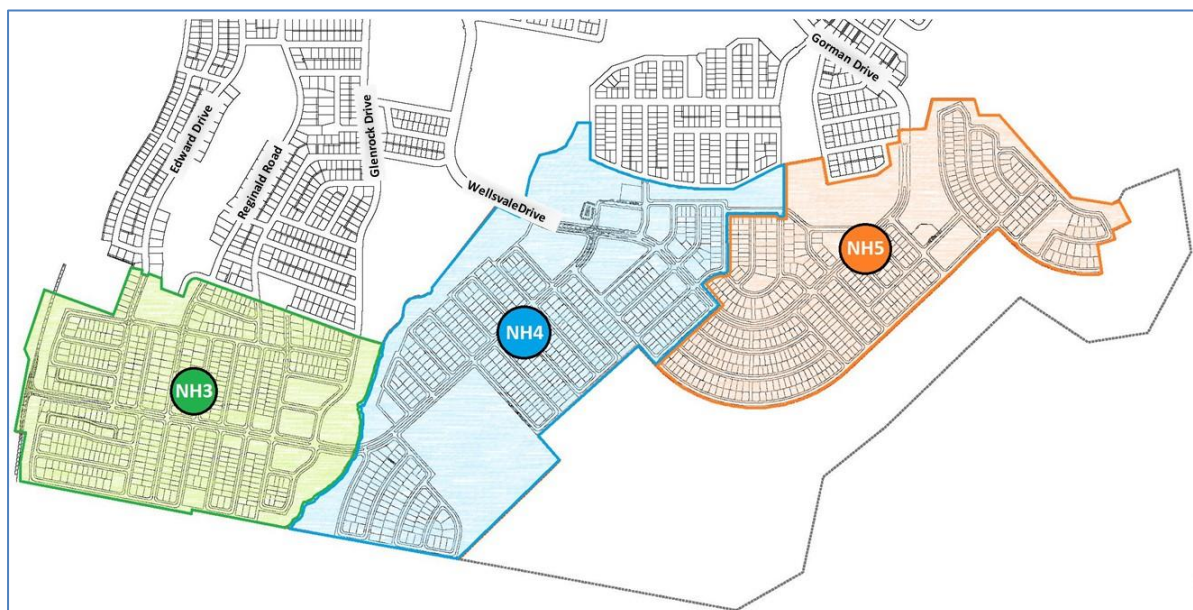 Gorman Drive
Edward Drive
Glenrock Drive
Reginald Road
WellsvaleDrive
NH5
NH4
NH3